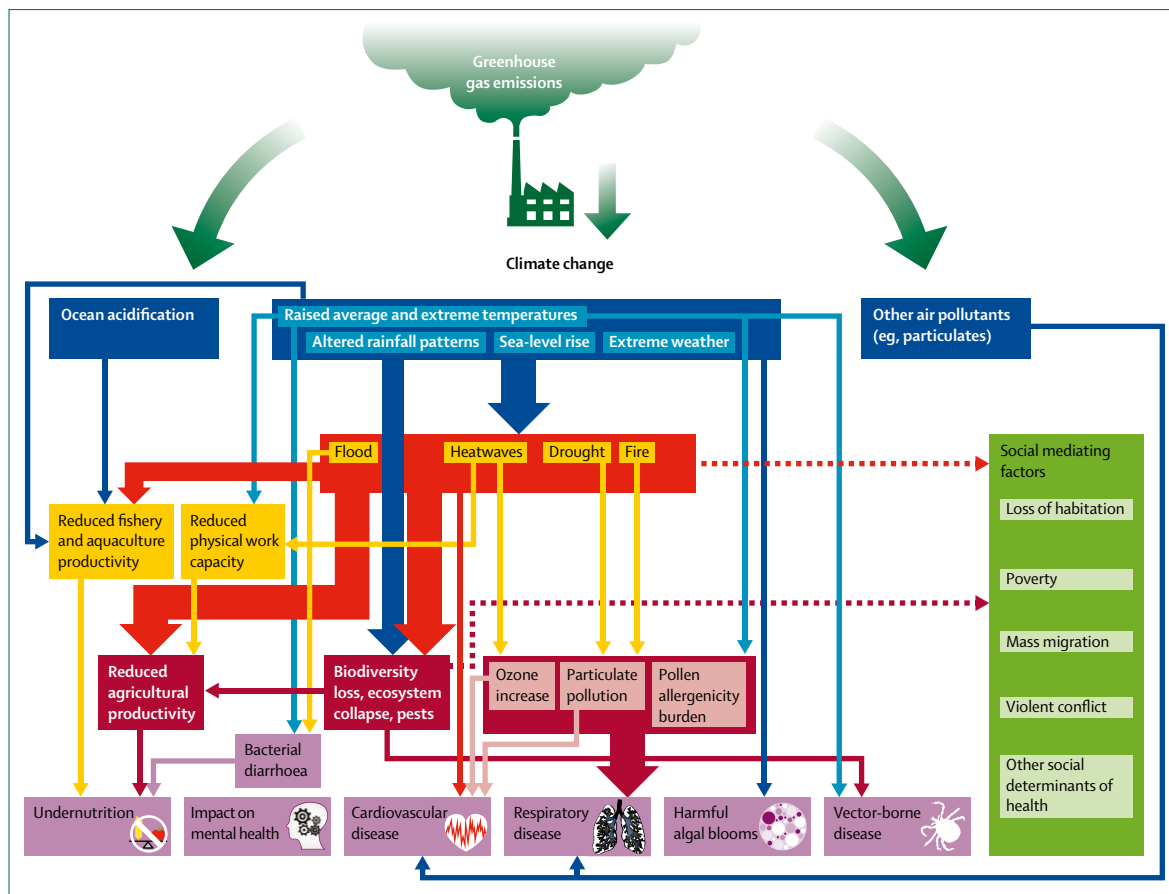 Greenhouse
gas emissions
Climate change
Ocean acidification
Raised average and extreme temperatures
Altered rainfall patterns
Sea-level rise
Extreme weather
Other air pollutants
(eg, particulates)
Flood
Heatwaves
Drought
Fire
Social mediating
factors
Loss of habitation
Poverty
Mass migration
Violent conflict
Other social
determinants of
health
Reduced fishery
and aquaculture
productivity
Reduced
physical work
capacity
Reduced
agricultural
productivity
Biodiversity
loss, ecosystem
collapse, pests
Ozone
increase
Particulate
pollution
Pollen
allergenicity
burden
Bacterial
diarrhoea
Undernutrition
Impact on
mental health
Cardiovascular
disease
Respiratory
disease
Harmful
algal blooms
Vector-borne
disease